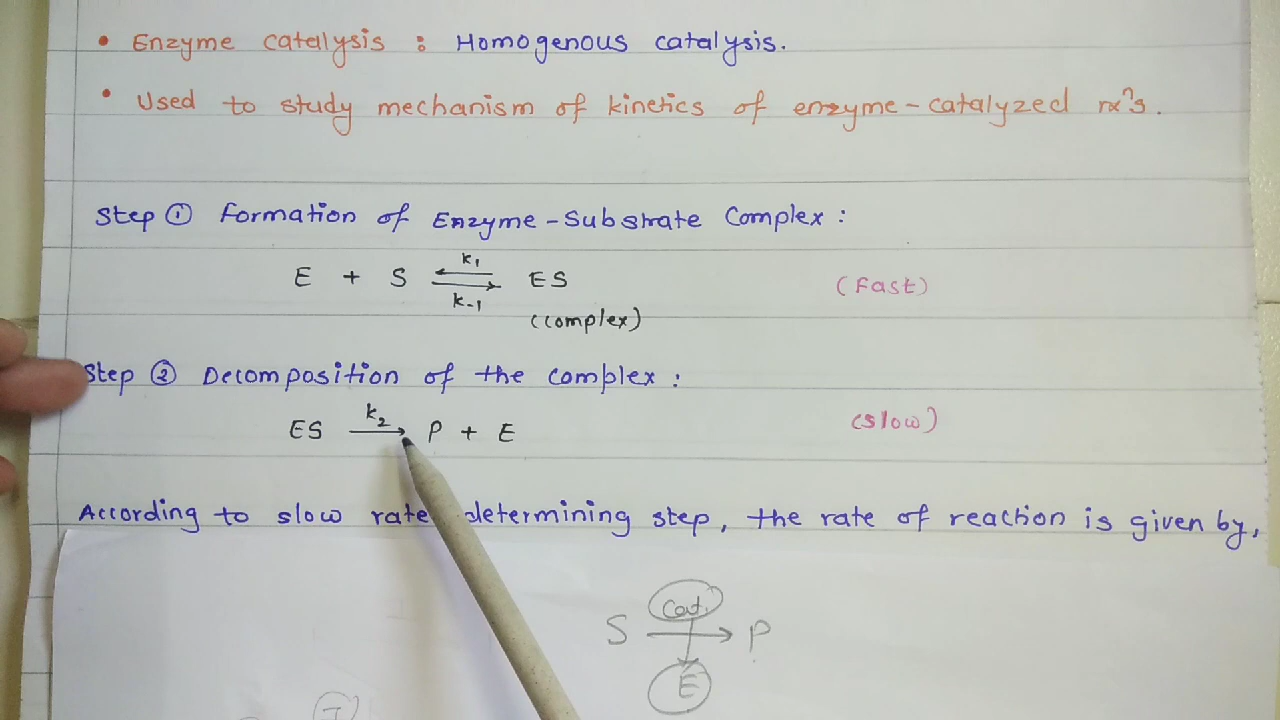 • Enzyme catalysis : Homogenous catalysis.
• Used to study mechanism of kinetics of enzyme-catalyzed rxⁿs.
Step ① Formation of Enzyme-Substrate Complex :
E + S ⇌ ES (Fast)
k₁
k₋₁
(complex)
Step ② Decomposition of the complex :
k₂
ES → P + E (Slow)
According to slow rate determining step, the rate of reaction is given by,
Cat.
S → P
E